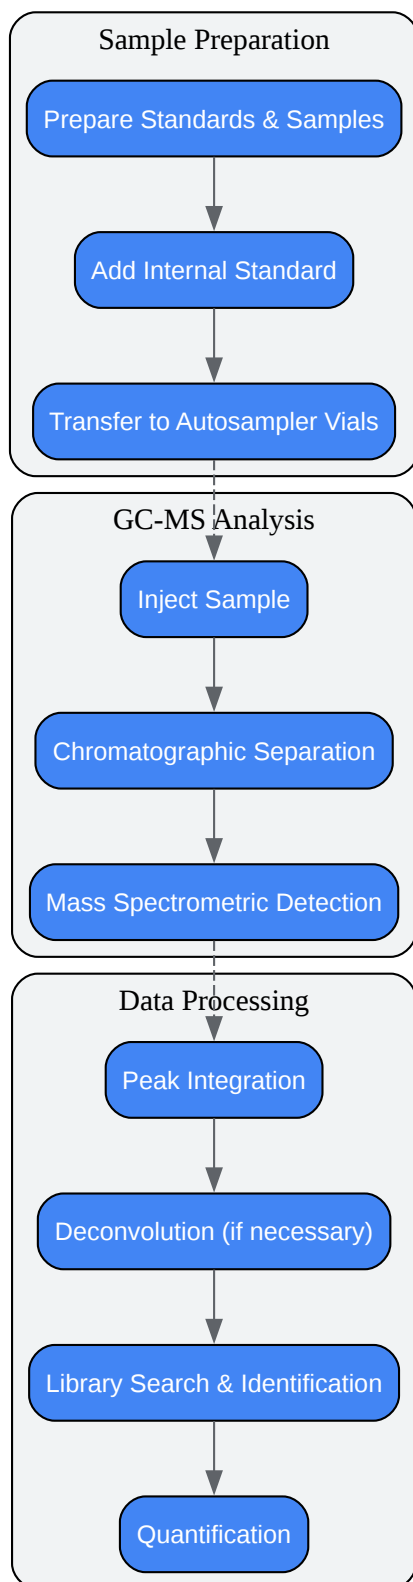 Sample Preparation
Prepare Standards & Samples
Add Internal Standard
Transfer to Autosampler Vials
GC-MS Analysis
Inject Sample
Chromatographic Separation
Mass Spectrometric Detection
Data Processing
Peak Integration
Deconvolution (if necessary)
Library Search & Identification
Quantification